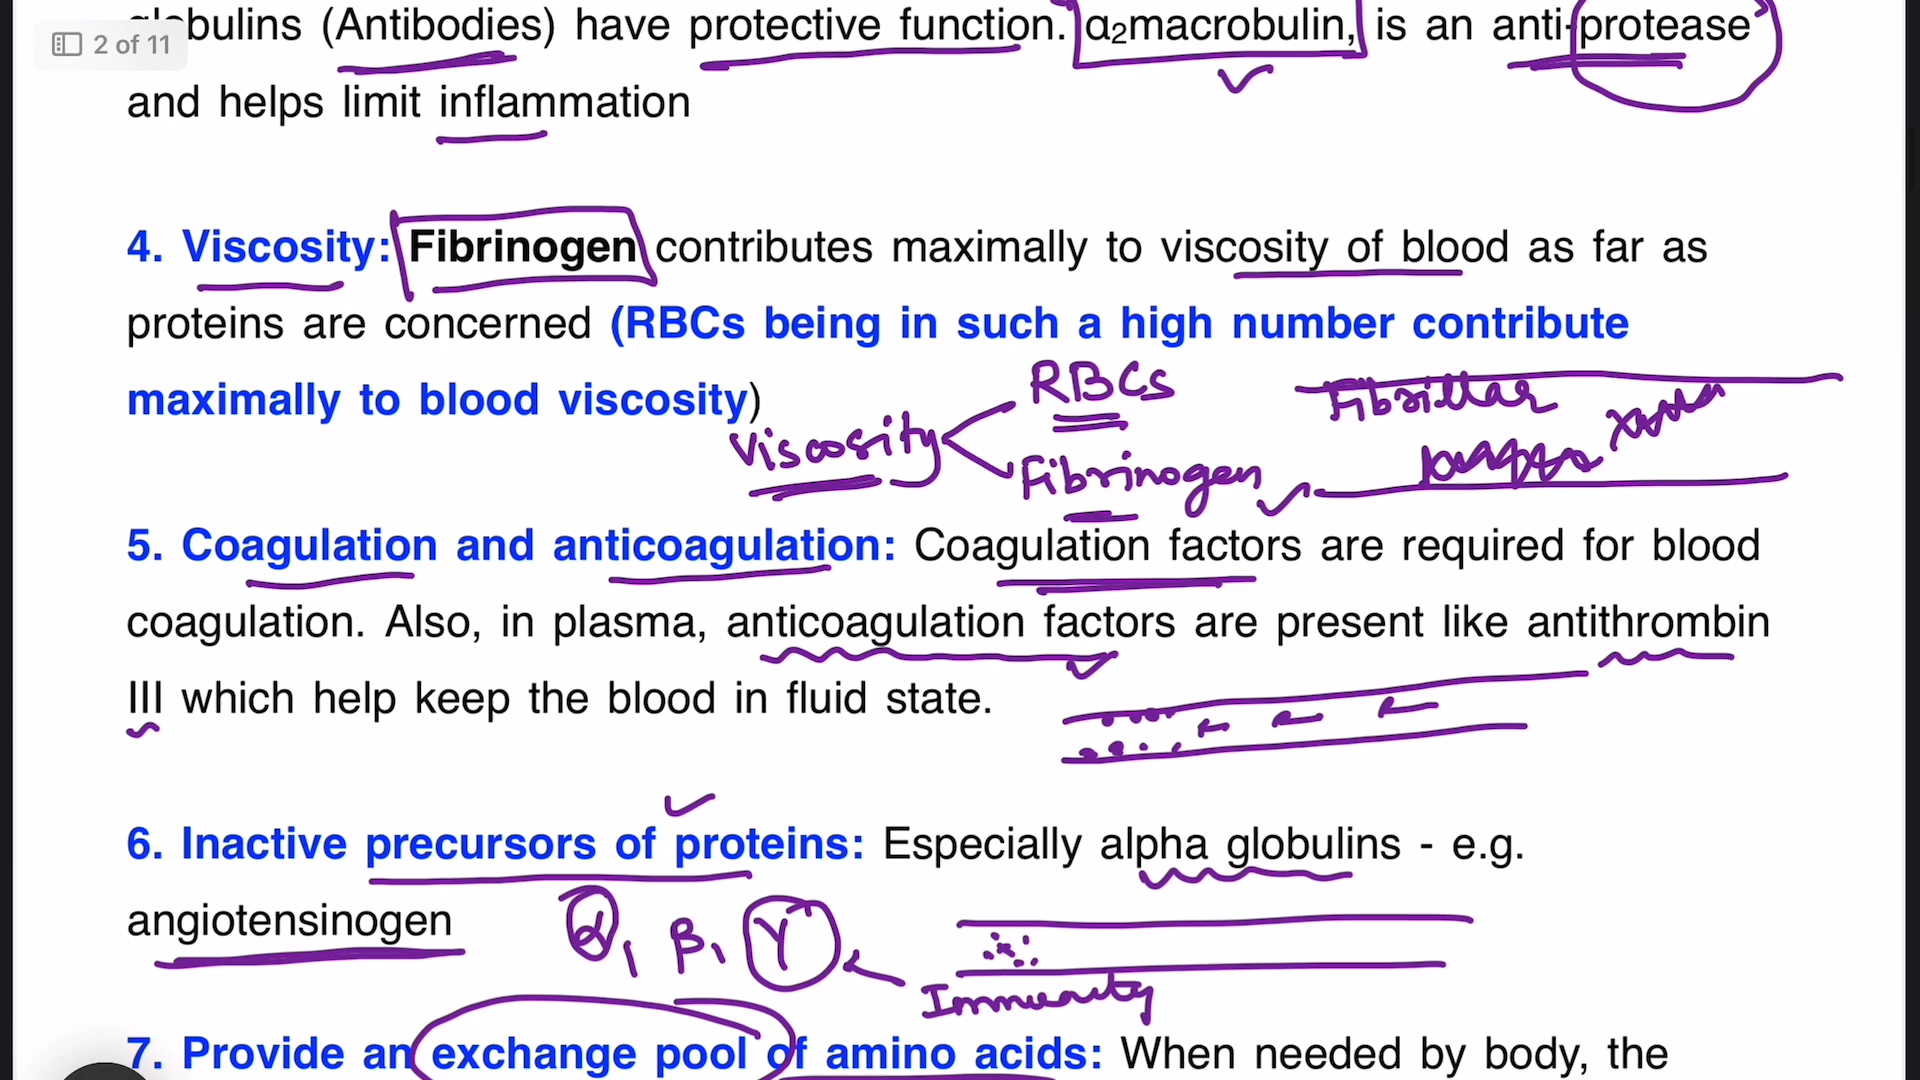 globulins (Antibodies) have protective function. α₂macrobulin, is an anti-protease
2 of 11
and helps limit inflammation
4. Viscosity: Fibrinogen contributes maximally to viscosity of blood as far as
proteins are concerned (RBCs being in such a high number contribute
maximally to blood viscosity)
RBCs
Fibrillar
Viscosity
Fibrinogen
5. Coagulation and anticoagulation: Coagulation factors are required for blood
coagulation. Also, in plasma, anticoagulation factors are present like antithrombin
III which help keep the blood in fluid state.
6. Inactive precursors of proteins: Especially alpha globulins - e.g.
angiotensinogen
α, β, γ
Immunity
7. Provide an exchange pool of amino acids: When needed by body, the